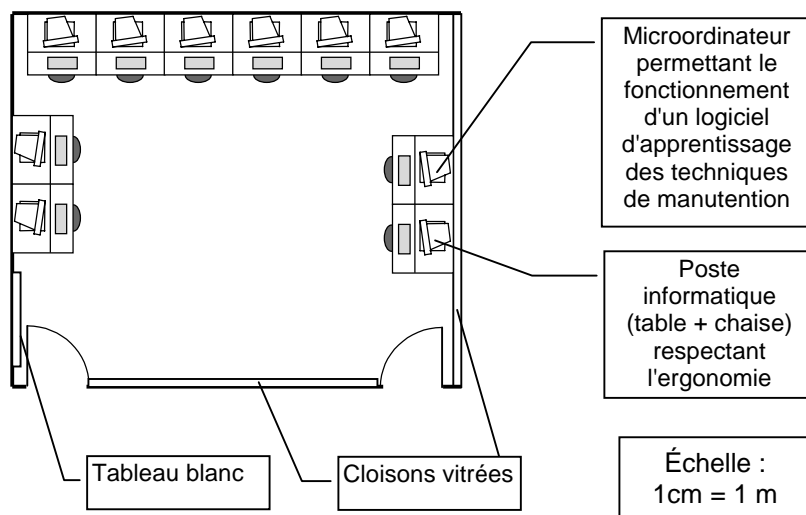 Microordinateur
permettant le
fonctionnement
d'un logiciel
d'apprentissage
des techniques
de manutention
Poste
informatique
(table + chaise)
respectant
l'ergonomie
Tableau blanc
Cloisons vitrées
Échelle :
1cm = 1 m